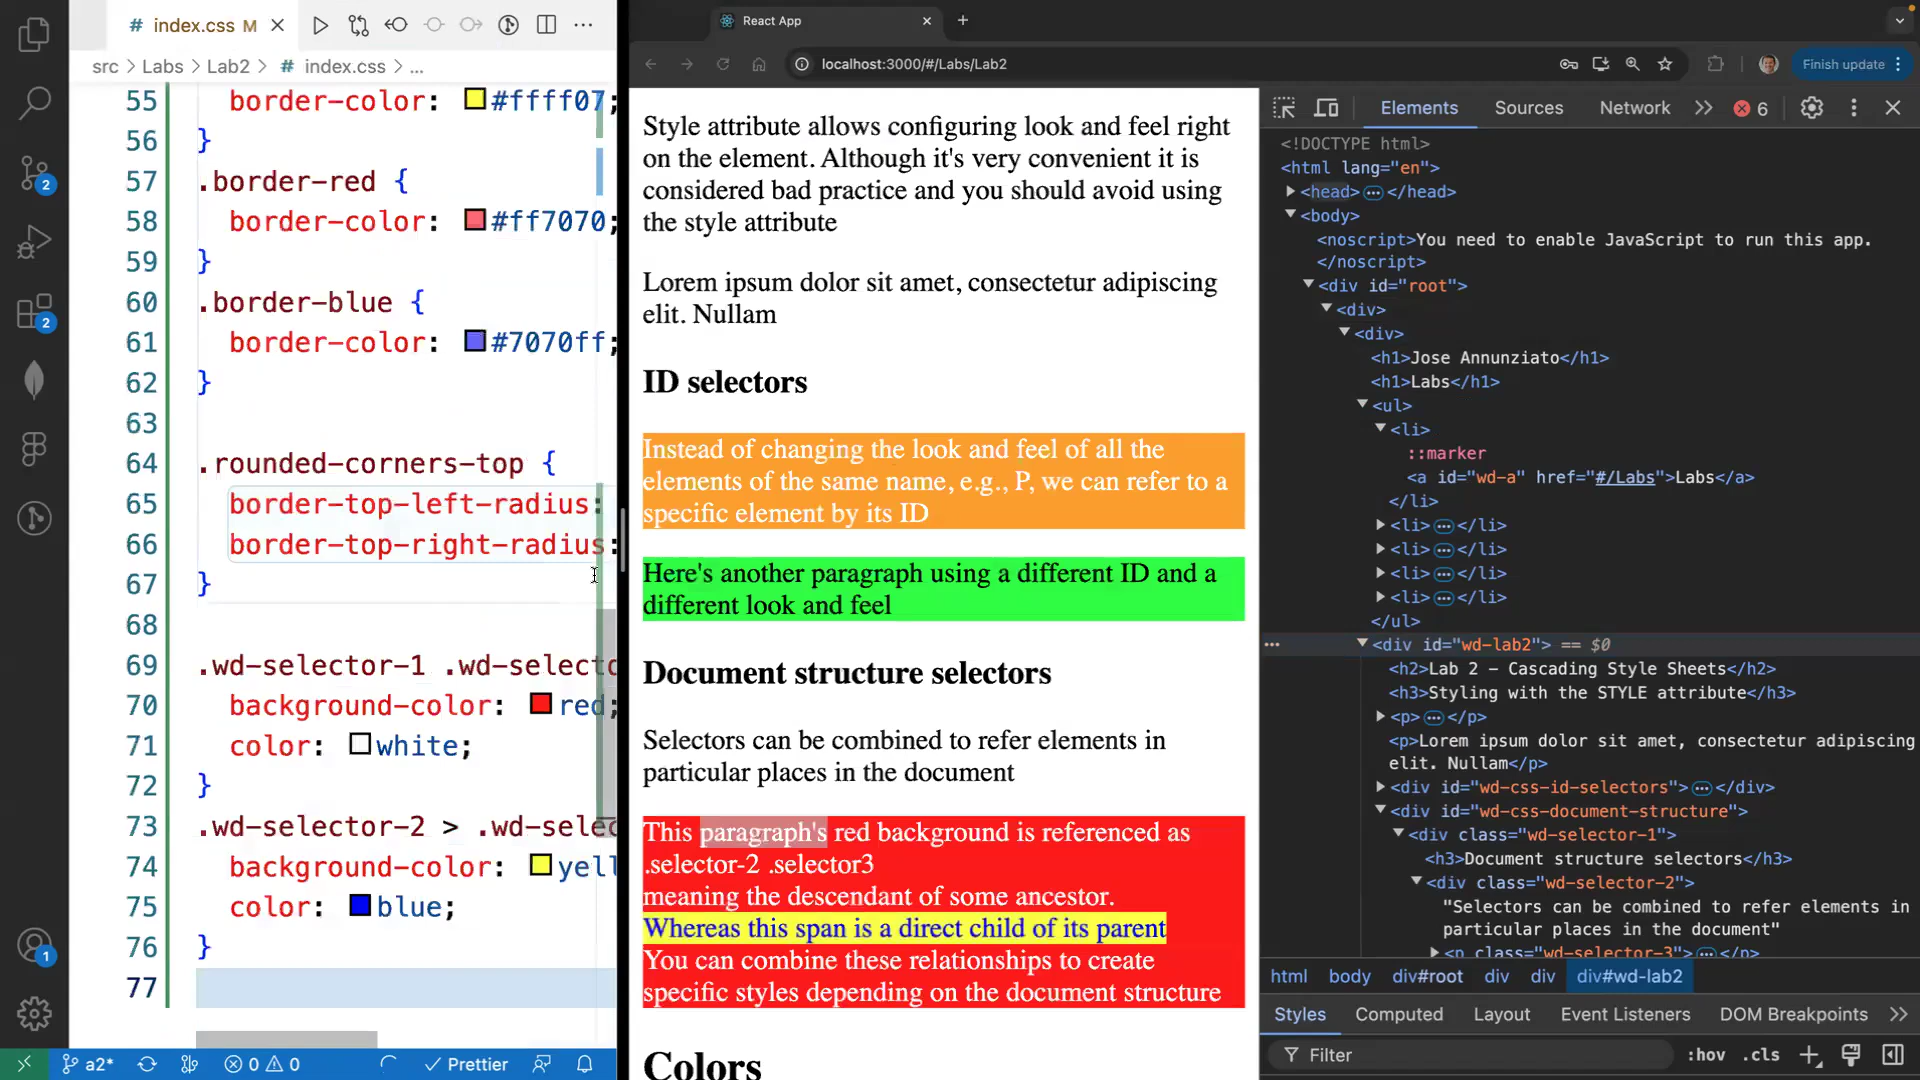 # index.css M
src > Labs > Lab2 > # index.css > ...
55 border-color: #ffff07;
56 }
57 .border-red {
58 border-color: #ff7070;
59 }
60 .border-blue {
61 border-color: #7070ff;
62 }
63
64 .rounded-corners-top {
65 border-top-left-radius:
66 border-top-right-radius:
67 }
68
69 .wd-selector-1 .wd-selecto
70 background-color: red;
71 color: white;
72 }
73 .wd-selector-2 > .wd-selec
74 background-color: yell
75 color: blue;
76 }
77
2
2
1
a2*
0 0
Prettier
React App
localhost:3000/#/Labs/Lab2
Finish update
Style attribute allows configuring look and feel right
on the element. Although it's very convenient it is
considered bad practice and you should avoid using
the style attribute
Lorem ipsum dolor sit amet, consectetur adipiscing
elit. Nullam
ID selectors
Instead of changing the look and feel of all the
elements of the same name, e.g., P, we can refer to a
specific element by its ID
Here's another paragraph using a different ID and a
different look and feel
Document structure selectors
Selectors can be combined to refer elements in
particular places in the document
This paragraph's red background is referenced as
.selector-2 .selector3
meaning the descendant of some ancestor.
Whereas this span is a direct child of its parent
You can combine these relationships to create
specific styles depending on the document structure
Colors
Elements Sources Network 6
<!DOCTYPE html>
<html lang="en">
<head> ... </head>
<body>
<noscript>You need to enable JavaScript to run this app.
</noscript>
<div id="root">
<div>
<div>
<h1>Jose Annunziato</h1>
<h1>Labs</h1>
<ul>
<li>
::marker
<a id="wd-a" href="#/Labs">Labs</a>
</li>
<li> ... </li>
<li> ... </li>
<li> ... </li>
<li> ... </li>
</ul>
... <div id="wd-lab2"> == $0
<h2>Lab 2 - Cascading Style Sheets</h2>
<h3>Styling with the STYLE attribute</h3>
<p> ... </p>
<p>Lorem ipsum dolor sit amet, consectetur adipiscing
elit. Nullam</p>
<div id="wd-css-id-selectors"> ... </div>
<div id="wd-css-document-structure">
<div class="wd-selector-1">
<h3>Document structure selectors</h3>
<div class="wd-selector-2">
"Selectors can be combined to refer elements in
particular places in the document"
<p class="wd-selector-3"> ... </p>
html body div#root div div div#wd-lab2
Styles Computed Layout Event Listeners DOM Breakpoints
Filter :hov .cls